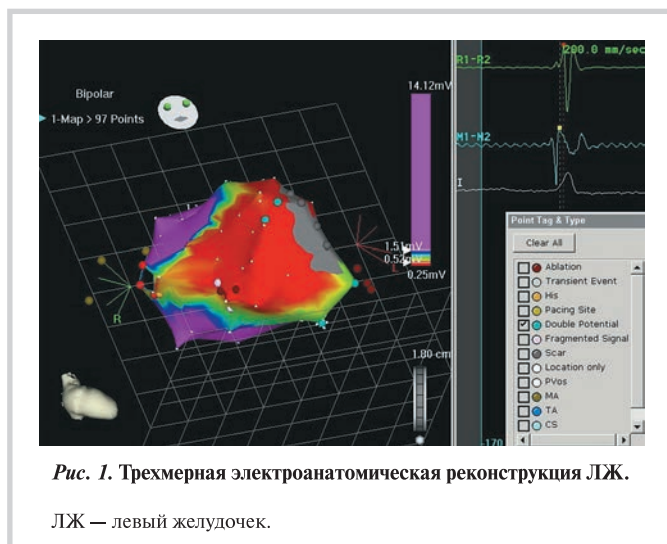 200.0 mm/sec
R1-R2
Bipolar
14.12mV
1-Map > 97 Points
M1-M2
I
Point Tag & Type
Clear All
1.51mV
0.52mV
0.25mV
Ablation
Transient Event
His
Pacing Site
Double Potential
Fragmented Signal
Scar
Location only
PVos
MA
TA
CS
R
L
1.80 cm
-170
Рис. 1. Трехмерная электроанатомическая реконструкция ЛЖ.
ЛЖ — левый желудочек.